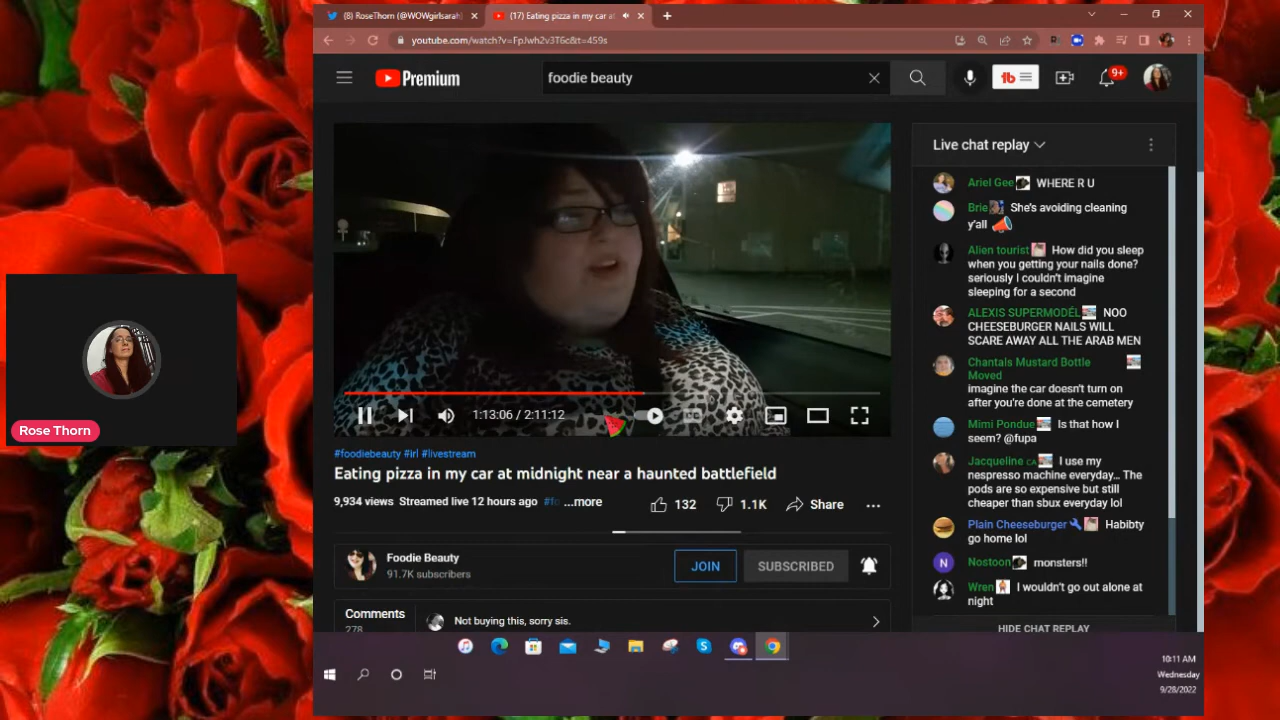 (8) RoseThorn (@WOWgirlsarah
(17) Eating pizza in my car at
youtube.com/watch?v=FpJwh2v3T6c&t=459s
Premium
foodie beauty
9+
Live chat replay
Ariel Gee WHERE R U
Brie She's avoiding cleaning
y'all
Alien tourist How did you sleep
when you getting your nails done?
seriously I couldn't imagine
sleeping for a second
ALEXIS SUPERMODÉL NOO
CHEESEBURGER NAILS WILL
SCARE AWAY ALL THE ARAB MEN
Chantals Mustard Bottle
Moved
imagine the car doesn't turn on
after you're done at the cemetery
Mimi Pondue Is that how I
seem? @fupa
Jacqueline CA I use my
nespresso machine everyday... The
pods are so expensive but still
cheaper than sbux everyday lol
Plain Cheeseburger Habibty
go home lol
Nostoon monsters!!
Wren I wouldn't go out alone at
night
HIDE CHAT REPLAY
1:13:06 / 2:11:12
#foodiebeauty #irl #livestream
Eating pizza in my car at midnight near a haunted battlefield
9,934 views Streamed live 12 hours ago #fo ...more
132
1.1K
Share
Foodie Beauty
91.7K subscribers
JOIN
SUBSCRIBED
Comments
278
Not buying this, sorry sis.
Rose Thorn
10:11 AM
Wednesday
9/28/2022